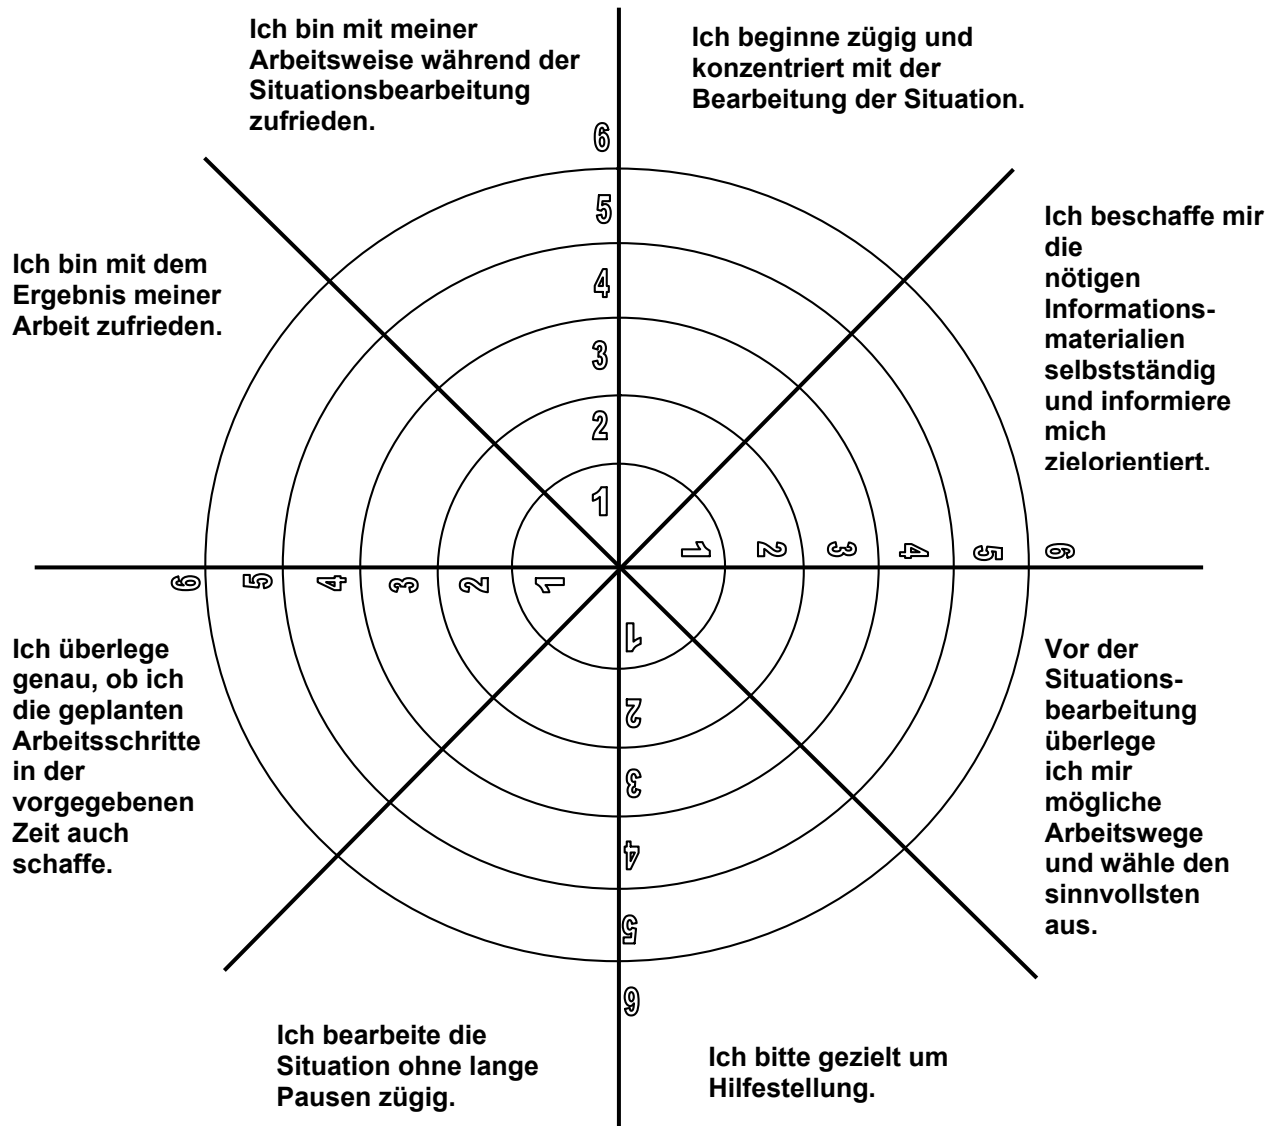 Ich bin mit meiner
Arbeitsweise während der
Situationsbearbeitung
zufrieden.
Ich beginne zügig und
konzentriert mit der
Bearbeitung der Situation.
Ich beschaffe mir
die
nötigen
Informations-
materialien
selbstständig
und informiere
mich
zielorientiert.
Ich bin mit dem
Ergebnis meiner
Arbeit zufrieden.
6
5
4
3
2
1
1 2 3 4 5 6
6 5 4 3 2 1
1
2
3
4
5
6
Ich überlege
genau, ob ich
die geplanten
Arbeitsschritte
in der
vorgegebenen
Zeit auch
schaffe.
Vor der
Situations-
bearbeitung
überlege
ich mir
mögliche
Arbeitswege
und wähle den
sinnvollsten
aus.
Ich bearbeite die
Situation ohne lange
Pausen zügig.
Ich bitte gezielt um
Hilfestellung.